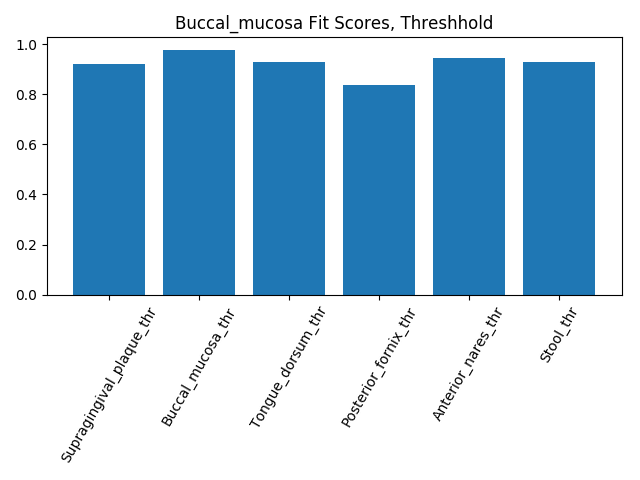 Buccal_mucosa Fit Scores, Threshhold
1.0
0.8
0.6
0.4
0.2
0.0
Supragingival_plaque_thr
Buccal_mucosa_thr
Tongue_dorsum_thr
Posterior_fornix_thr
Anterior_nares_thr
Stool_thr